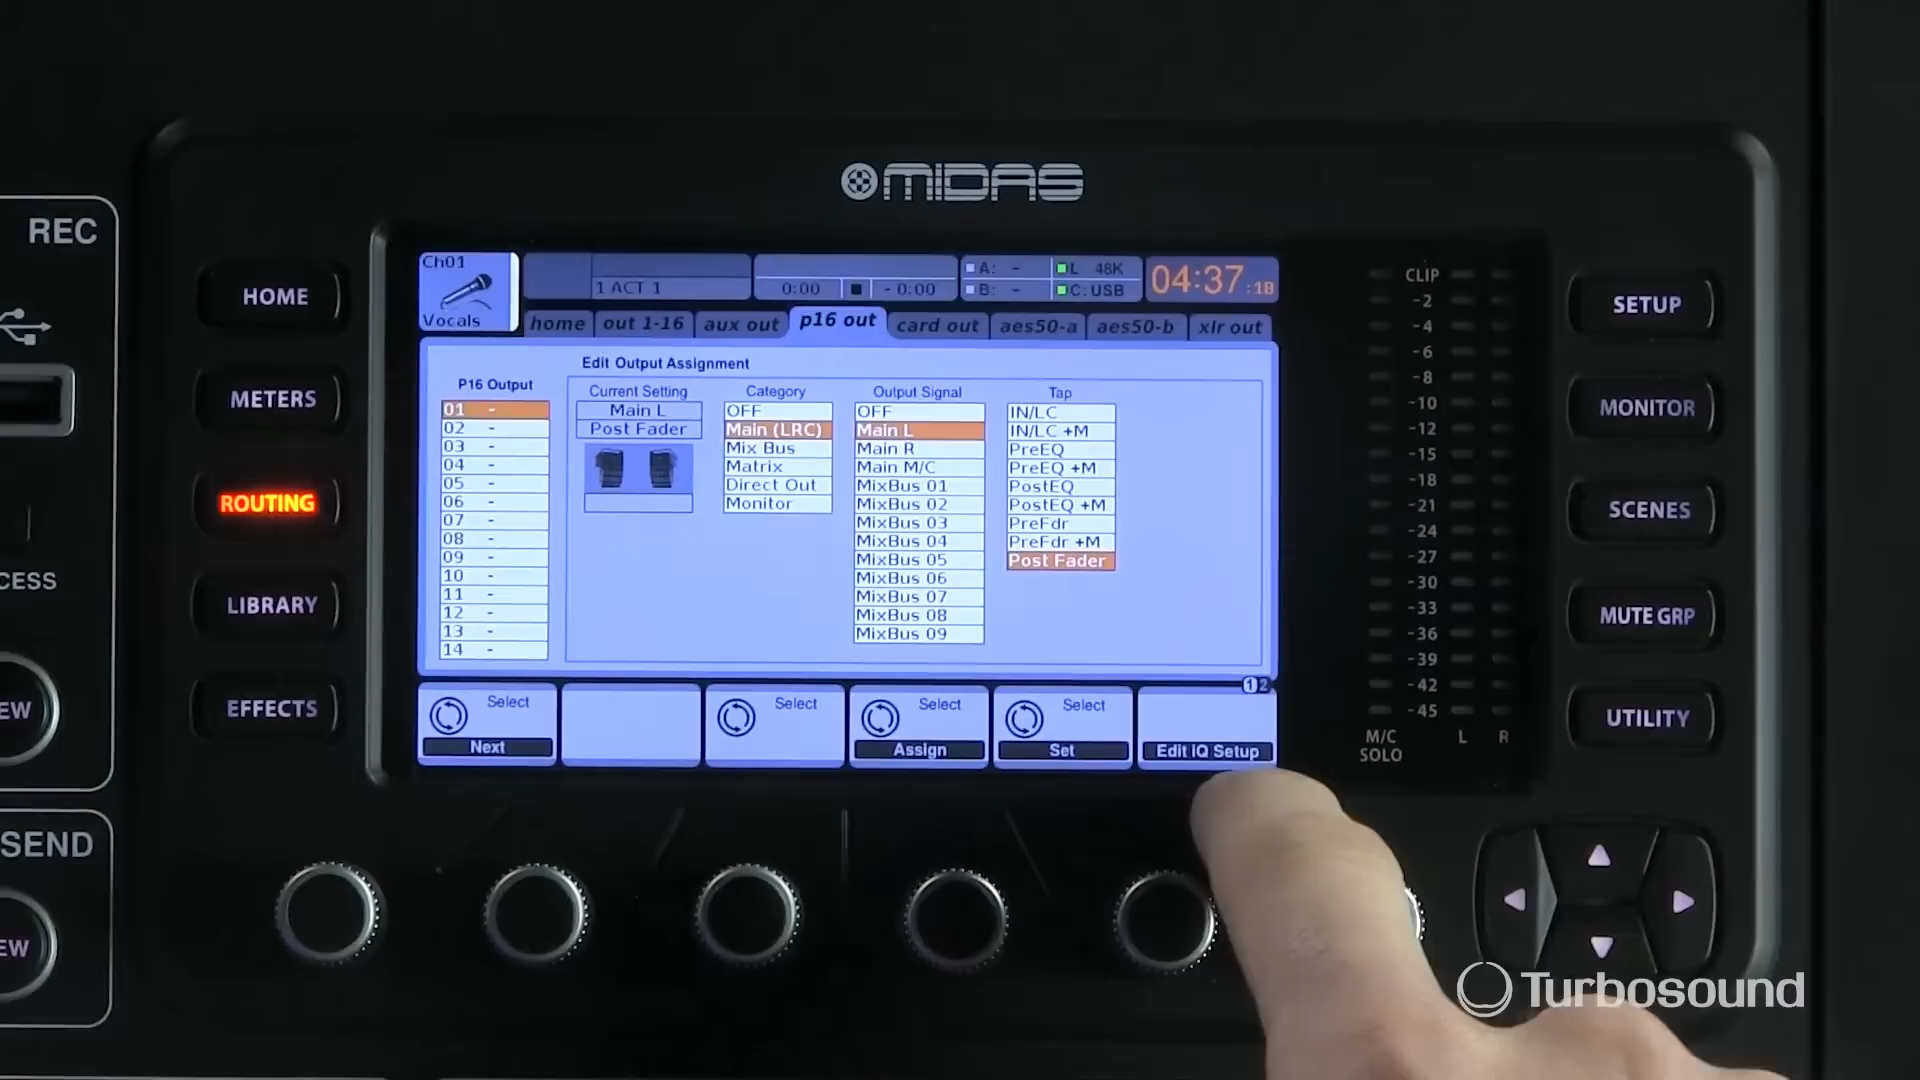 MIDAS
REC
CESS
EW
SEND
EW
HOME
METERS
ROUTING
LIBRARY
EFFECTS
Ch01
Vocals
1 ACT 1
0:00
- 0:00
A: -
B: -
L 48K
C: USB
04:37:18
home
out 1-16
aux out
p16 out
card out
aes50-a
aes50-b
xlr out
Edit Output Assignment
P16 Output
01 -
02 -
03 -
04 -
05 -
06 -
07 -
08 -
09 -
10 -
11 -
12 -
13 -
14 -
Current Setting
Main L
Post Fader
Category
OFF
Main (LRC)
Mix Bus
Matrix
Direct Out
Monitor
Output Signal
OFF
Main L
Main R
Main M/C
MixBus 01
MixBus 02
MixBus 03
MixBus 04
MixBus 05
MixBus 06
MixBus 07
MixBus 08
MixBus 09
Tap
IN/LC
IN/LC +M
PreEQ
PreEQ +M
PostEQ
PostEQ +M
PreFdr
PreFdr +M
Post Fader
1 2
Select
Next
Select
Select
Assign
Select
Set
Edit iQ Setup
CLIP
-2
-4
-6
-8
-10
-12
-15
-18
-21
-24
-27
-30
-33
-36
-39
-42
-45
M/C
SOLO
L
R
SETUP
MONITOR
SCENES
MUTE GRP
UTILITY
Turbosound